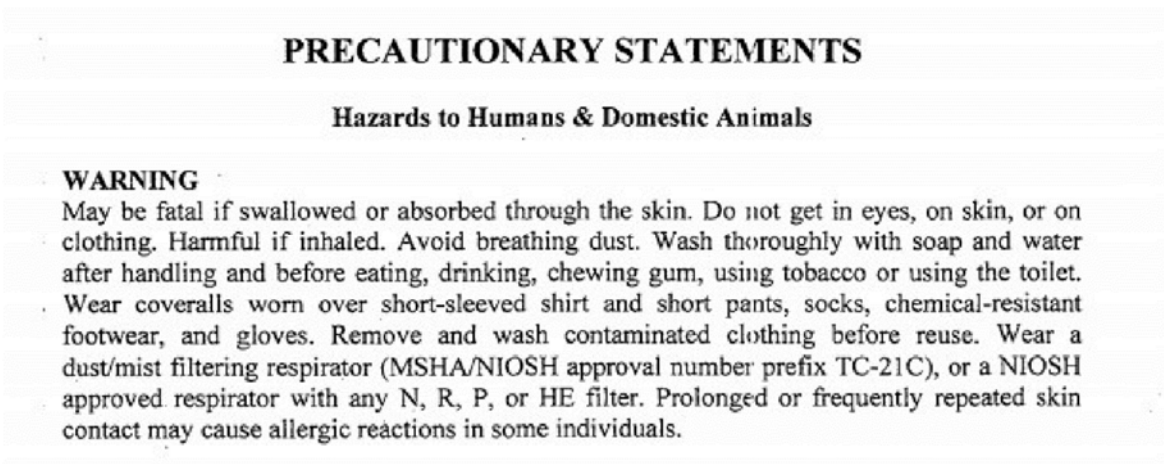 PRECAUTIONARY STATEMENTS
Hazards to Humans & Domestic Animals
WARNING
May be fatal if swallowed or absorbed through the skin. Do not get in eyes, on skin, or on
clothing. Harmful if inhaled. Avoid breathing dust. Wash thoroughly with soap and water
after handling and before eating, drinking, chewing gum, using tobacco or using the toilet.
Wear coveralls worn over short-sleeved shirt and short pants, socks, chemical-resistant
footwear, and gloves. Remove and wash contaminated clothing before reuse. Wear a
dust/mist filtering respirator (MSHA/NIOSH approval number prefix TC-21C), or a NIOSH
approved respirator with any N, R, P, or HE filter. Prolonged or frequently repeated skin
contact may cause allergic reactions in some individuals.